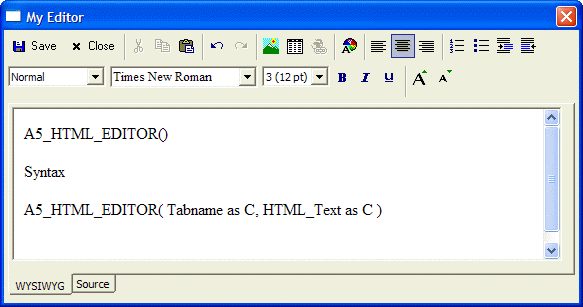 My Editor
Save Close
Normal Times New Roman 3 (12 pt) B I U A A
A5_HTML_EDITOR()
Syntax
A5_HTML_EDITOR( Tabname as C, HTML_Text as C )
WYSIWYG Source